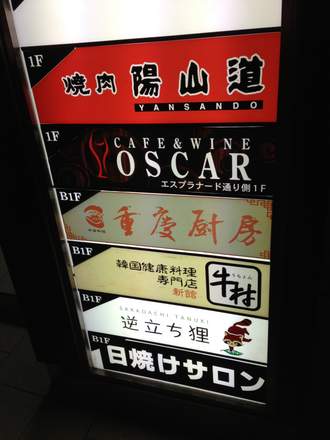 1F
焼肉 陽山道
YANSANDO
1F
CAFE & WINE
OSCAR
エスプラナード通り側1F
B1F
重慶厨房
B1F
韓国健康料理
専門店
新館
牛村
B1F
SAKADACHI TANUKI
逆立ち狸
B1F
日焼けサロン